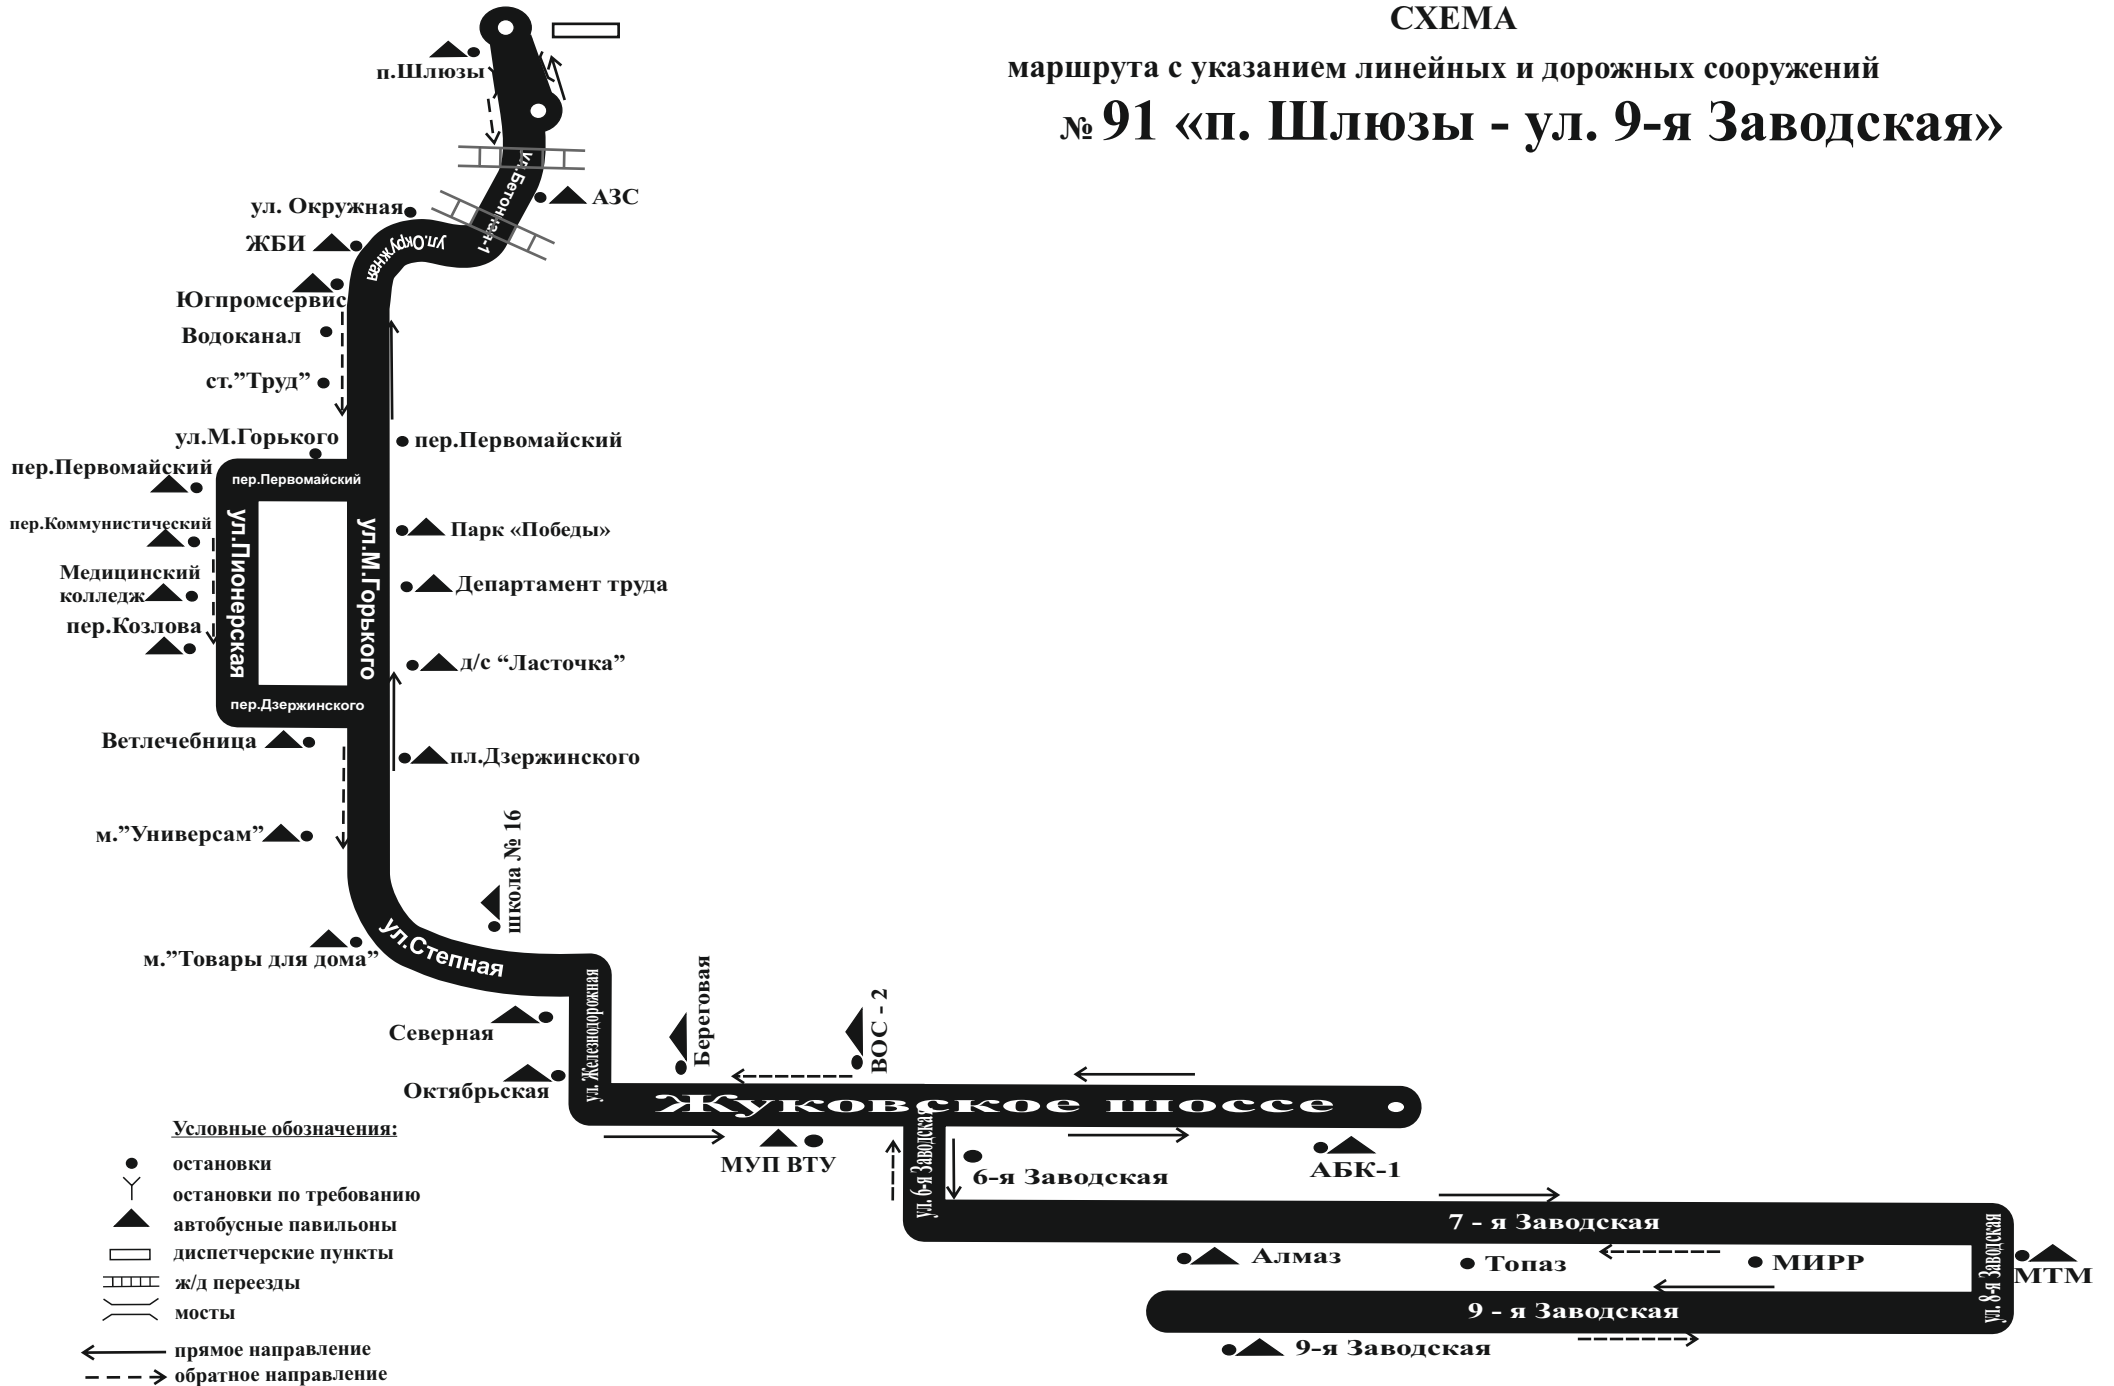 СХЕМА
маршрута с указанием линейных и дорожных сооружений
№ 91 «п. Шлюзы - ул. 9-я Заводская»
п.Шлюзы
ул.Бетонная-1
АЗС
ул. Окружная
ул.Окружная
ЖБИ
Югпромсервис
Водоканал
ст.”Труд”
ул.М.Горького
пер.Первомайский
пер.Первомайский
пер.Первомайский
пер.Коммунистический
ул.Пионерская
ул.М.Горького
Парк «Победы»
Медицинский
колледж
Департамент труда
пер.Козлова
д/с “Ласточка”
пер.Дзержинского
Ветлечебница
пл.Дзержинского
м.”Универсам”
школа № 16
м.”Товары для дома”
ул.Степная
ул. Железнодорожная
Северная
Октябрьская
Береговая
ВОС - 2
Жуковское шоссе
МУП ВТУ
ул. 6-я Заводская
6-я Заводская
АБК-1
7 - я Заводская
Алмаз
Топаз
МИРР
ул. 8-я Заводская
МТМ
9 - я Заводская
9-я Заводская
Условные обозначения:
остановки
остановки по требованию
автобусные павильоны
диспетчерские пункты
ж/д переезды
мосты
прямое направление
обратное направление